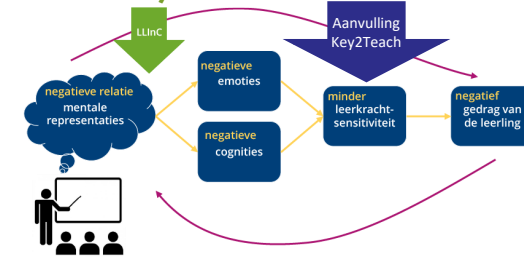 LLInC
Aanvulling
Key2Teach
negatieve relatie
mentale
representaties
negatieve
emoties
negatieve
cognities
minder
leerkracht-
sensitiviteit
negatief
gedrag van
de leerling